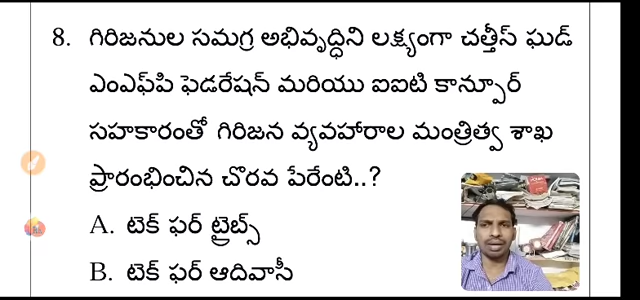 8. గిరిజనుల సమగ్ర అభివృద్ధిని లక్ష్యంగా చత్తీస్ ఘడ్
ఎంఎఫ్‌పి ఫెడరేషన్ మరియు ఐఐటి కాన్పూర్
సహకారంతో గిరిజన వ్యవహారాల మంత్రిత్వ శాఖ
ప్రారంభించిన చొరవ పేరేంటి..?
A. టెక్ ఫర్ ట్రైబ్స్
B. టెక్ ఫర్ ఆదివాసీ